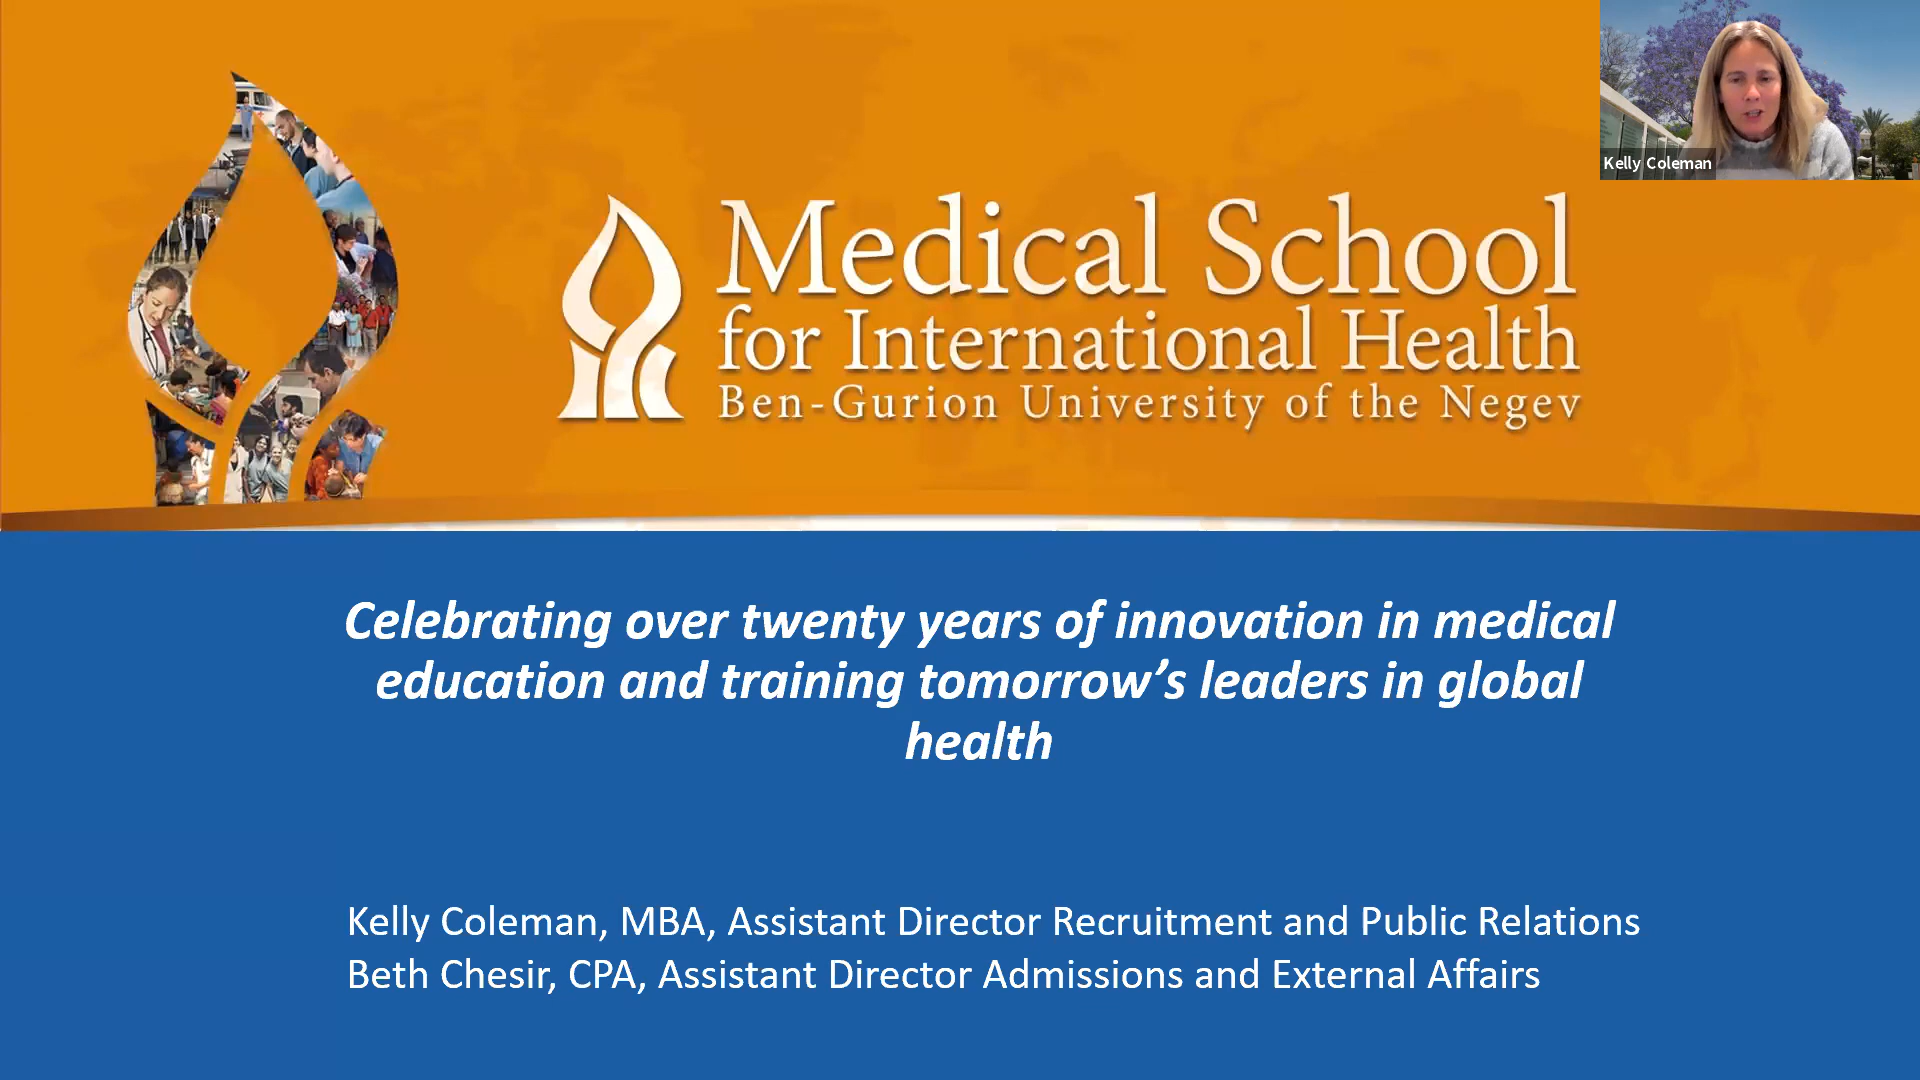 Kelly Coleman
Medical School
for International Health
Ben-Gurion University of the Negev
Celebrating over twenty years of innovation in medical
education and training tomorrow’s leaders in global
health
Kelly Coleman, MBA, Assistant Director Recruitment and Public Relations
Beth Chesir, CPA, Assistant Director Admissions and External Affairs